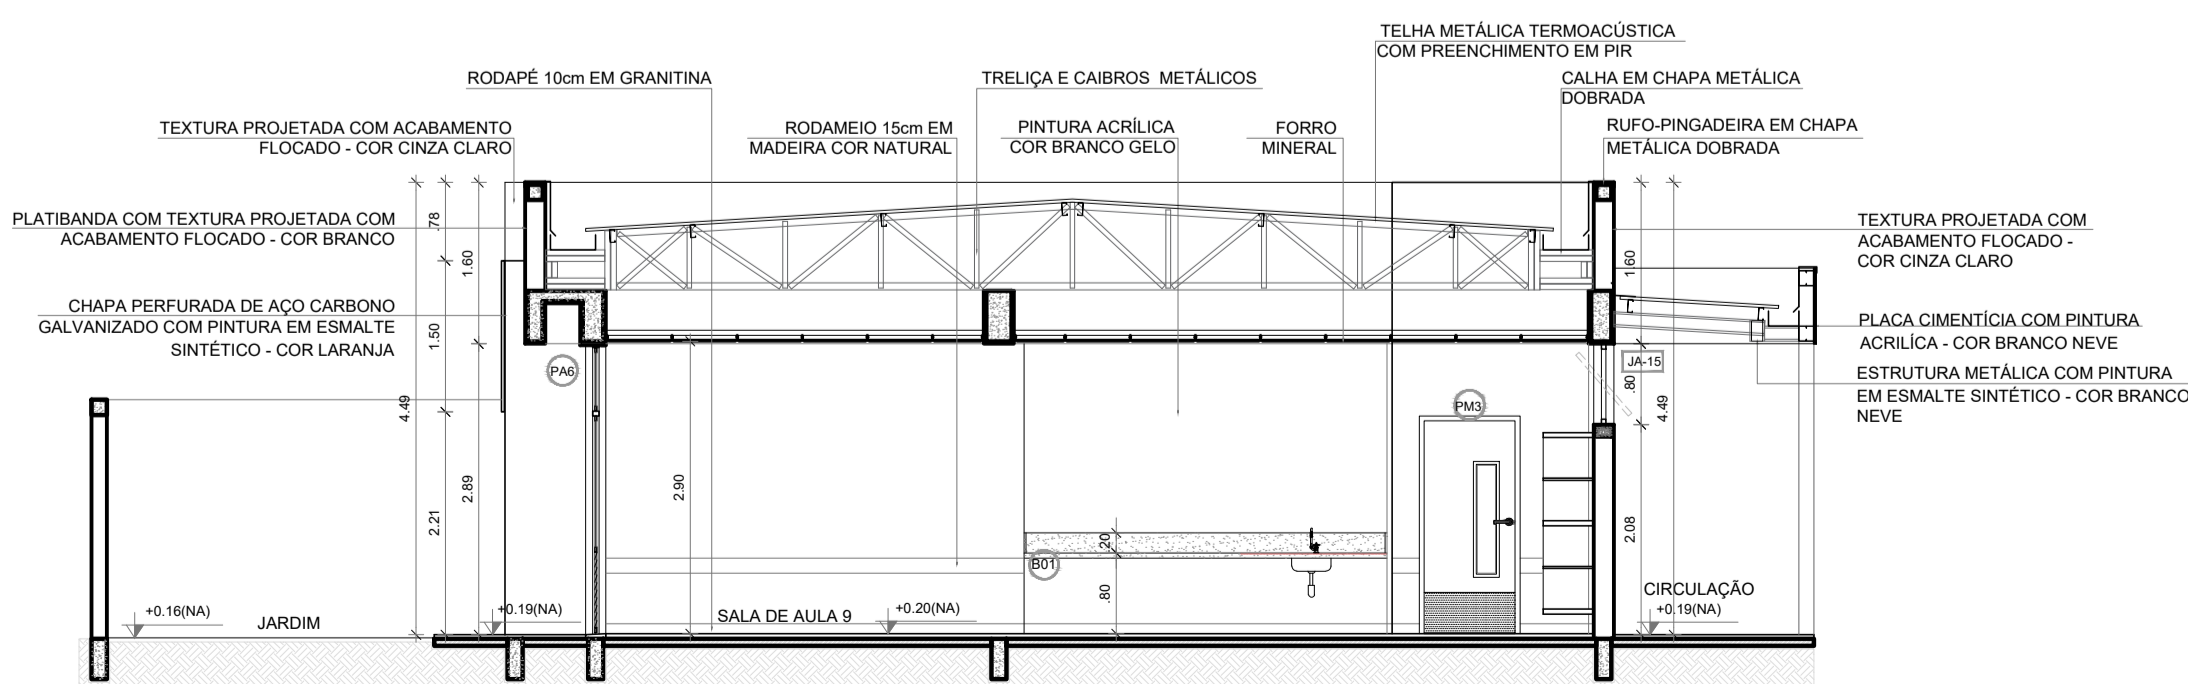 TELHA METÁLICA TERMOACÚSTICA
COM PREENCHIMENTO EM PIR
RODAPÉ 10cm EM GRANITINA
TRELIÇA E CAIBROS METÁLICOS
CALHA EM CHAPA METÁLICA
DOBRADA
TEXTURA PROJETADA COM ACABAMENTO
FLOCADO - COR CINZA CLARO
RODAMEIO 15cm EM
MADEIRA COR NATURAL
PINTURA ACRÍLICA
COR BRANCO GELO
FORRO
MINERAL
RUFO-PINGADEIRA EM CHAPA
METÁLICA DOBRADA
PLATIBANDA COM TEXTURA PROJETADA COM
ACABAMENTO FLOCADO - COR BRANCO
TEXTURA PROJETADA COM
ACABAMENTO FLOCADO -
COR CINZA CLARO
CHAPA PERFURADA DE AÇO CARBONO
GALVANIZADO COM PINTURA EM ESMALTE
SINTÉTICO - COR LARANJA
PLACA CIMENTÍCIA COM PINTURA
ACRILÍCA - COR BRANCO NEVE
ESTRUTURA METÁLICA COM PINTURA
EM ESMALTE SINTÉTICO - COR BRANCO
NEVE
.78
1.60
1.50
4.49
2.89
2.21
2.90
1.60
.80
4.49
2.08
.20
.80
PA6
JA-15
PM3
B01
+0.16(NA)
JARDIM
+0.19(NA)
SALA DE AULA 9
+0.20(NA)
CIRCULAÇÃO
+0.19(NA)